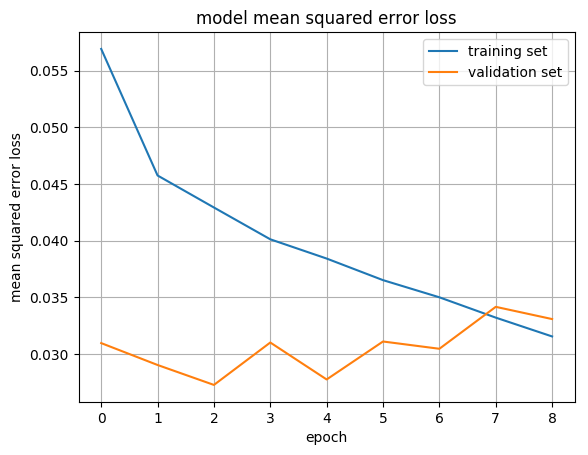 model mean squared error loss
training set
validation set
mean squared error loss
0.055
0.050
0.045
0.040
0.035
0.030
0 1 2 3 4 5 6 7 8
epoch